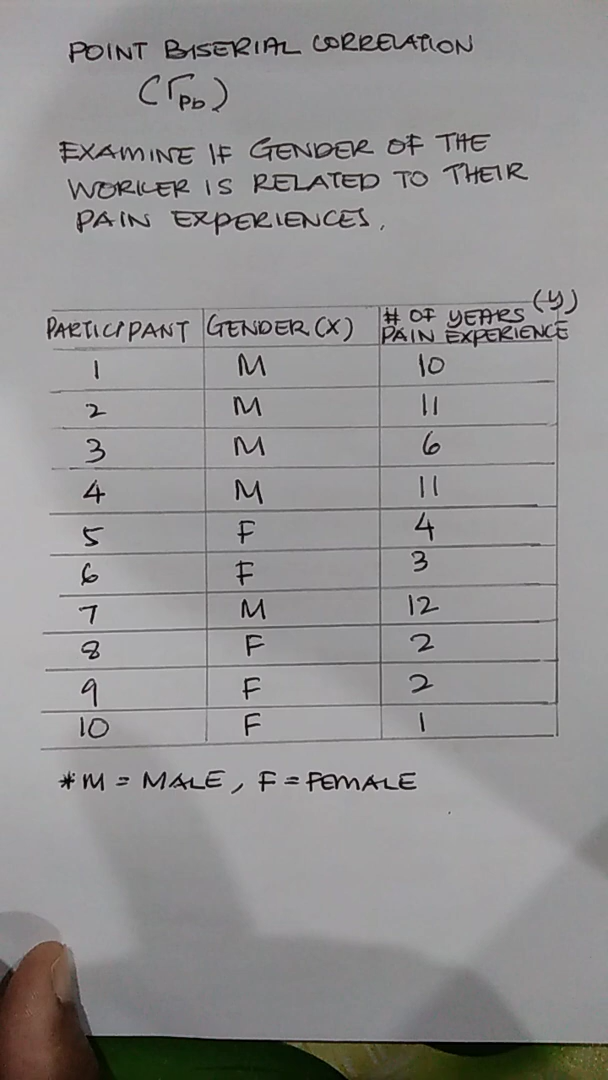 POINT BISERIAL CORRELATION
(rpb)
EXAMINE IF GENDER OF THE
WORKER IS RELATED TO THEIR
PAIN EXPERIENCES.
PARTICIPANT GENDER (X) # OF YEARS PAIN EXPERIENCE (Y)
1 M 10
2 M 11
3 M 6
4 M 11
5 F 4
6 F 3
7 M 12
8 F 2
9 F 2
10 F 1
*M = MALE, F = FEMALE